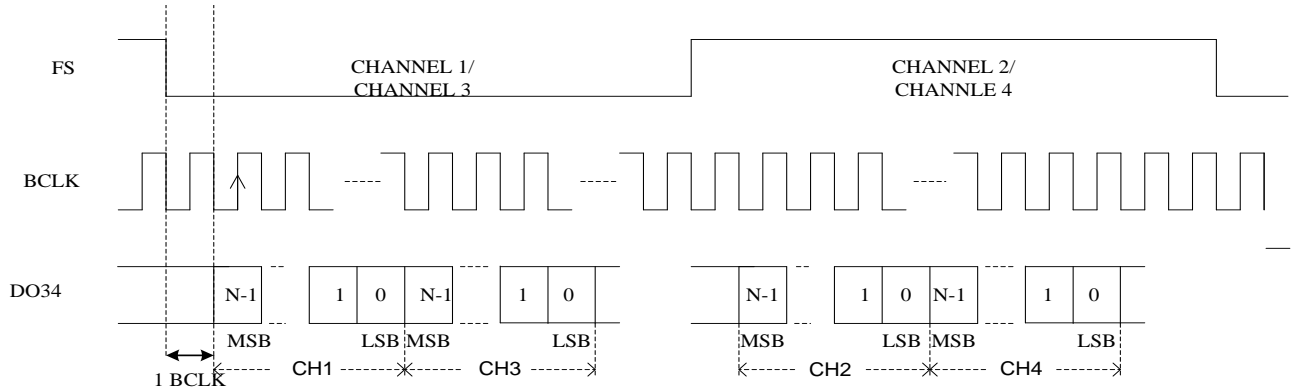 FS
CHANNEL 1/
CHANNEL 3
CHANNEL 2/
CHANNLE 4
BCLK
DO34
N-1
1
0
N-1
1
0
N-1
1
0
N-1
1
0
MSB
LSB
MSB
LSB
MSB
LSB
MSB
LSB
1 BCLK
CH1
CH3
CH2
CH4